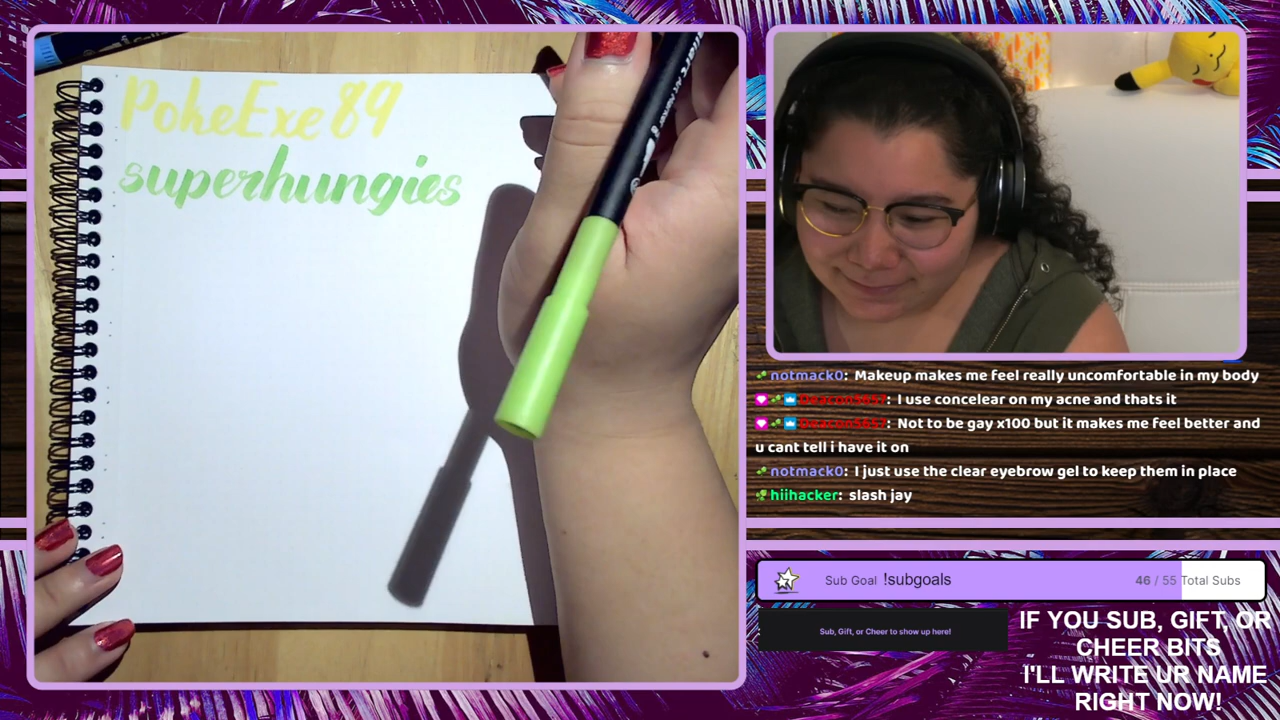 PokeExe89
superhungies
notmack0: Makeup makes me feel really uncomfortable in my body
Deacon5657: I use concelear on my acne and thats it
Deacon5657: Not to be gay x100 but it makes me feel better and
u cant tell i have it on
notmack0: I just use the clear eyebrow gel to keep them in place
hiihacker: slash jay
Sub Goal !subgoals 46 / 55 Total Subs
Sub, Gift, or Cheer to show up here!
IF YOU SUB, GIFT, OR
CHEER BITS
I'LL WRITE UR NAME
RIGHT NOW!